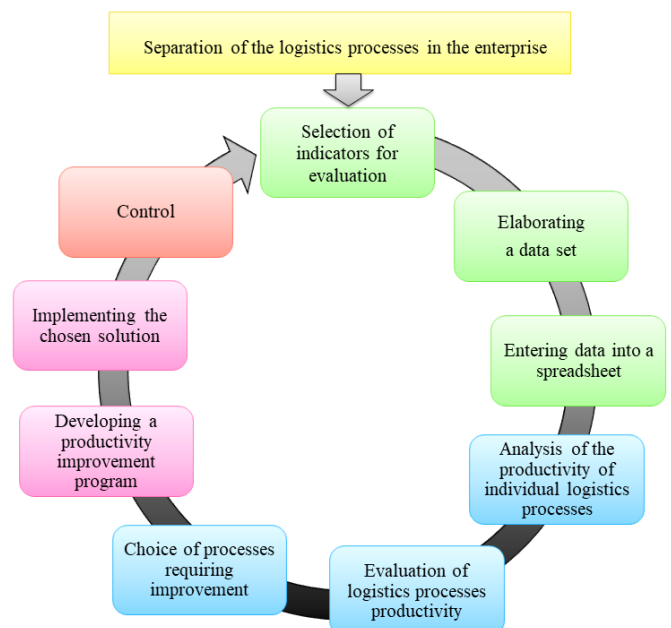 Separation of the logistics processes in the enterprise
Selection of
indicators for
evaluation
Elaborating
a data set
Entering data into a
spreadsheet
Analysis of the
productivity of
individual logistics
processes
Evaluation of
logistics processes
productivity
Choice of processes
requiring
improvement
Developing a
productivity
improvement
program
Implementing the
chosen solution
Control